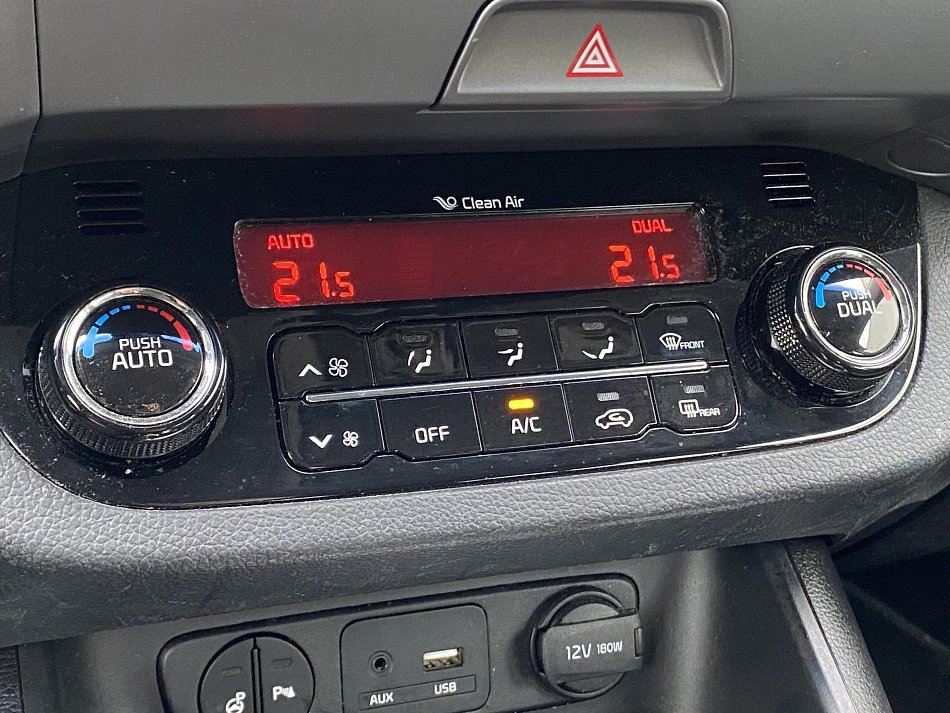 Clean Air
AUTO
DUAL
21.5
21.5
PUSH
AUTO
PUSH
DUAL
FRONT
OFF
A/C
REAR
12V 180W
AUX
USB
P